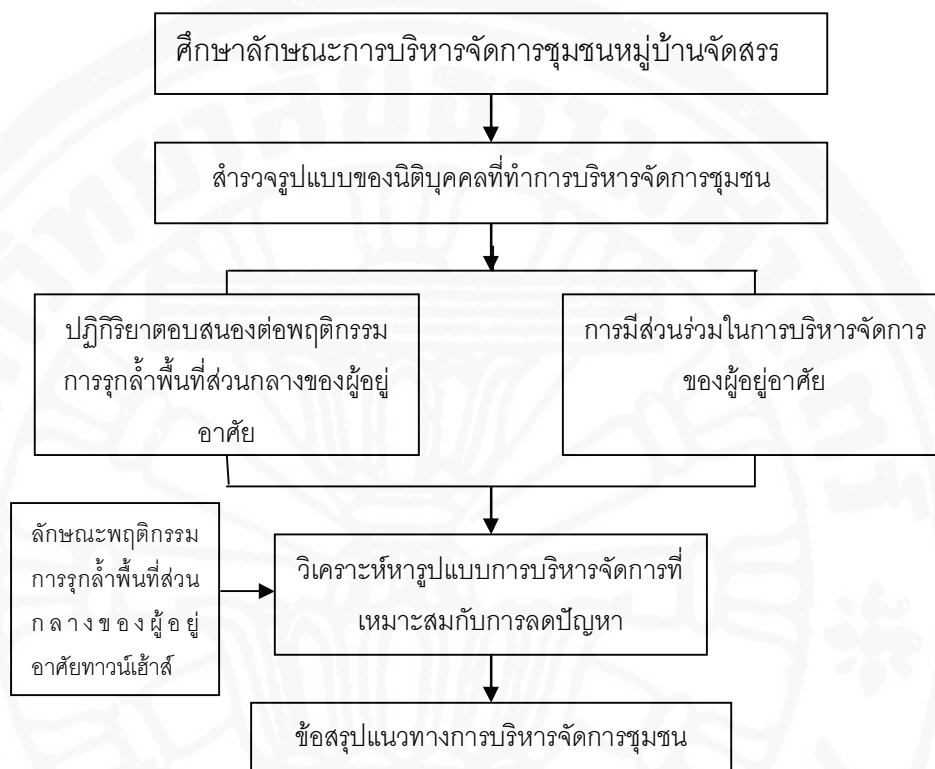 ศึกษาลักษณะการบริหารจัดการชุมชนหมู่บ้านจัดสรร
สำรวจรูปแบบของนิติบุคคลที่ทำการบริหารจัดการชุมชน
ปฏิกิริยาตอบสนองต่อพฤติกรรม
การรุกล้ำพื้นที่ส่วนกลางของผู้อยู่
อาศัย
การมีส่วนร่วมในการบริหารจัดการ
ของผู้อยู่อาศัย
ลักษณะพฤติกรรม
การรุกล้ำพื้นที่ส่วน
กลางของผู้อยู่
อาศัยทาวน์เฮ้าส์
วิเคราะห์หารูปแบบการบริหารจัดการที่
เหมาะสมกับการลดปัญหา
ข้อสรุปแนวทางการบริหารจัดการชุมชน